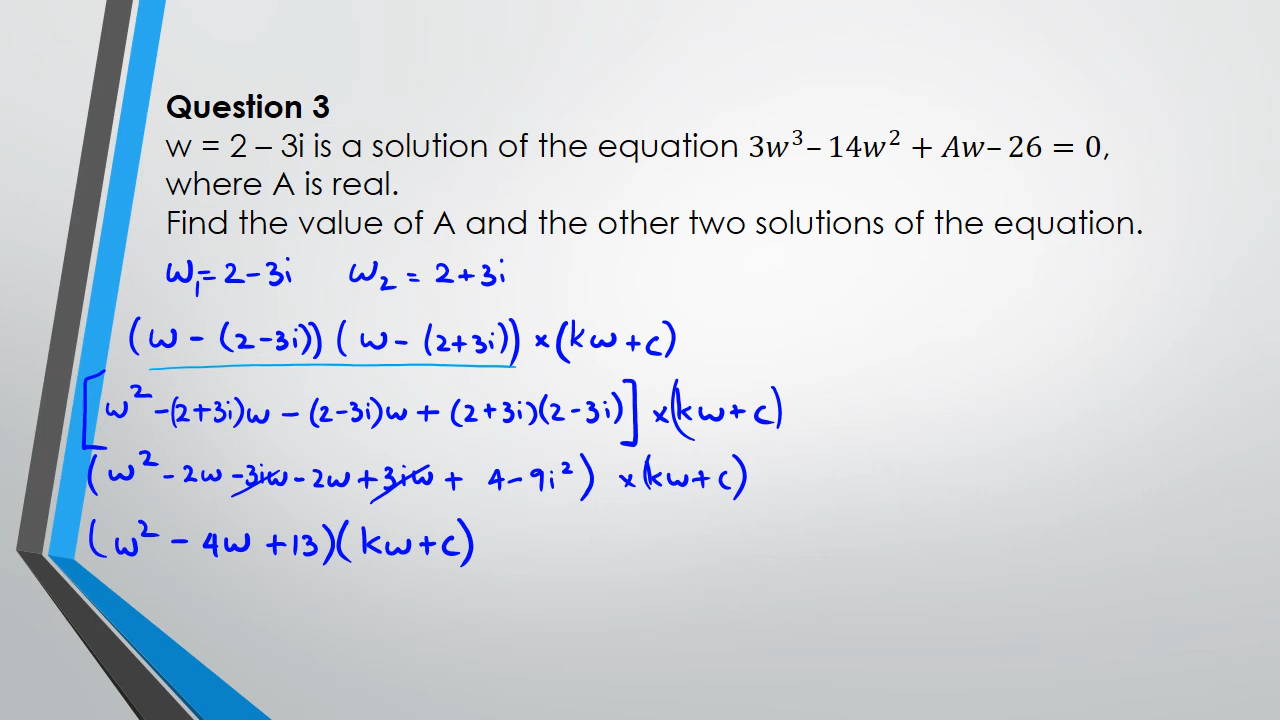 Question 3
w = 2 – 3i is a solution of the equation 3w³– 14w² + Aw– 26 = 0,
where A is real.
Find the value of A and the other two solutions of the equation.
w₁= 2-3i   w₂ = 2+3i
(w - (2-3i)) (w - (2+3i)) × (kw+c)
[w² -(2+3i)w - (2-3i)w + (2+3i)(2-3i)] ×(kw+c)
(w² - 2w -3iw - 2w +3iw + 4-9i²) ×(kw+c)
(w² - 4w +13)(kw+c)